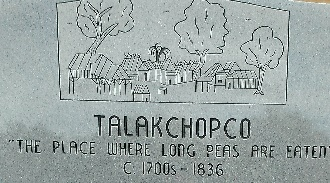 TALAKCHOPCO
"THE PLACE WHERE LONG PEAS ARE EATEN"
C 1700s-1836